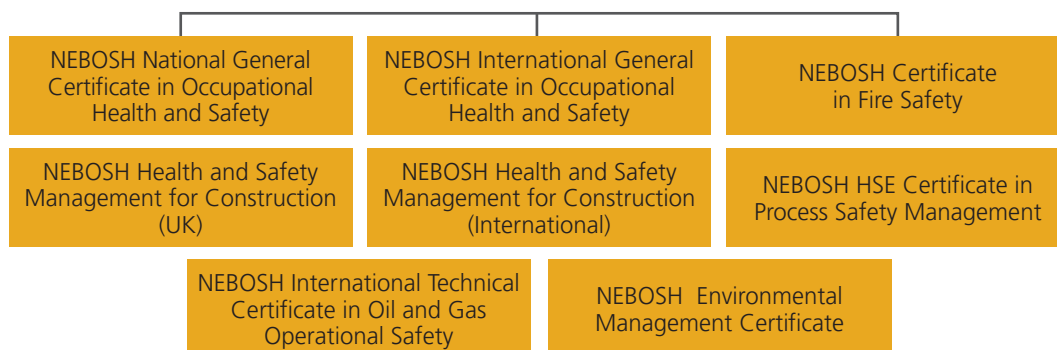 NEBOSH National General
Certificate in Occupational
Health and Safety
NEBOSH International General
Certificate in Occupational
Health and Safety
NEBOSH Certificate
in Fire Safety
NEBOSH Health and Safety
Management for Construction
(UK)
NEBOSH Health and Safety
Management for Construction
(International)
NEBOSH HSE Certificate in
Process Safety Management
NEBOSH International Technical
Certificate in Oil and Gas
Operational Safety
NEBOSH Environmental
Management Certificate